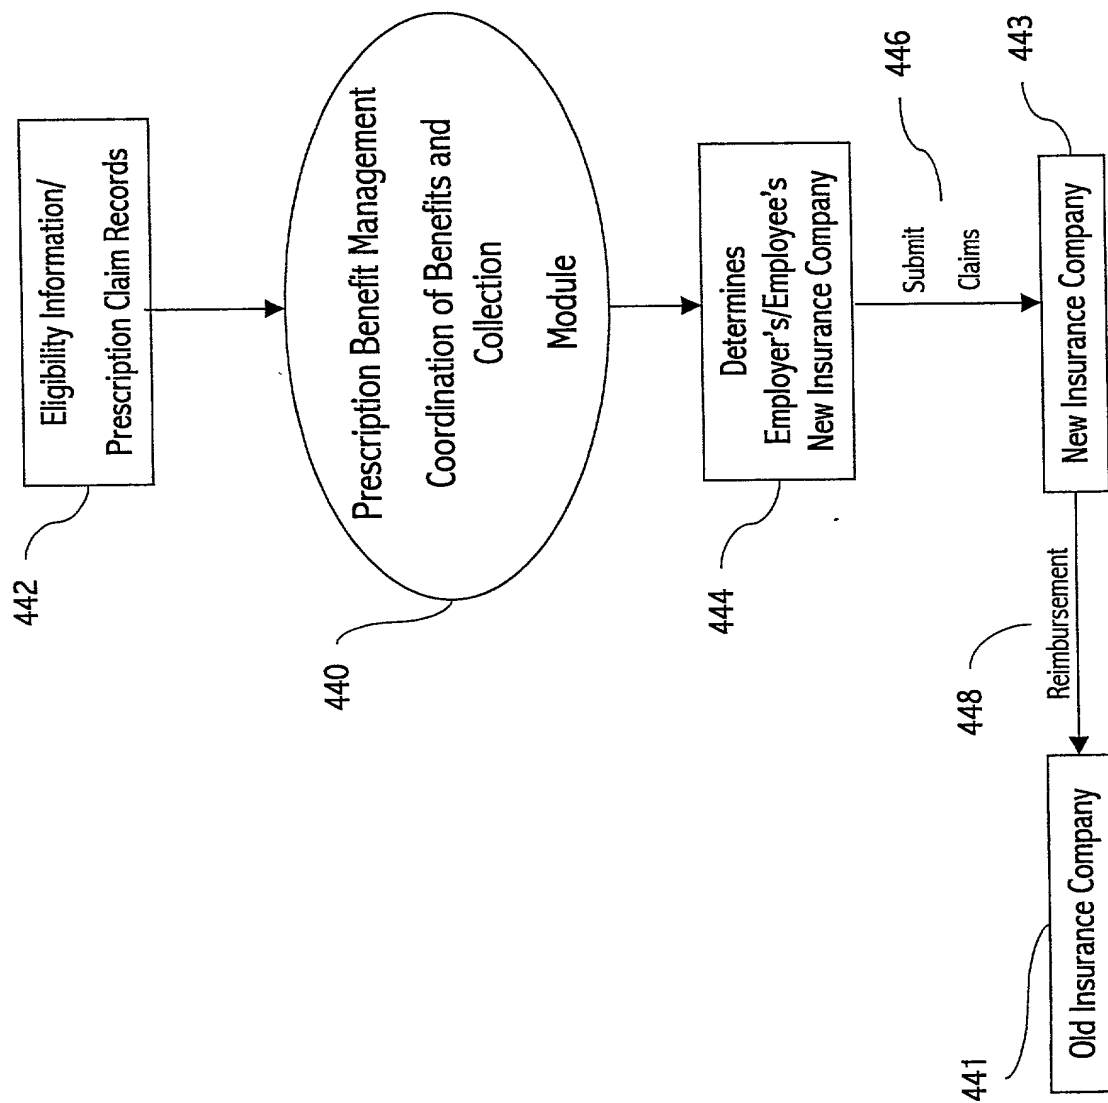 442
Eligibility Information/
Prescription Claim Records
440
Prescription Benefit Management
Coordination of Benefits and
Collection
Module
444
Determines
Employer's/Employee's
New Insurance Company
Submit
Claims
446
443
New Insurance Company
448
Reimbursement
441
Old Insurance Company